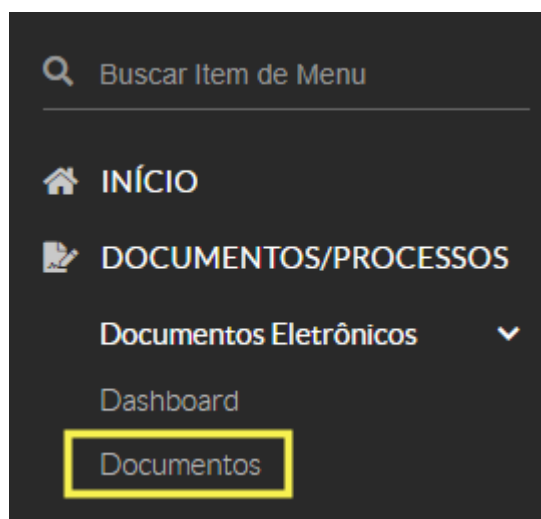 Buscar Item de Menu
INÍCIO
DOCUMENTOS/PROCESSOS
Documentos Eletrônicos
Dashboard
Documentos